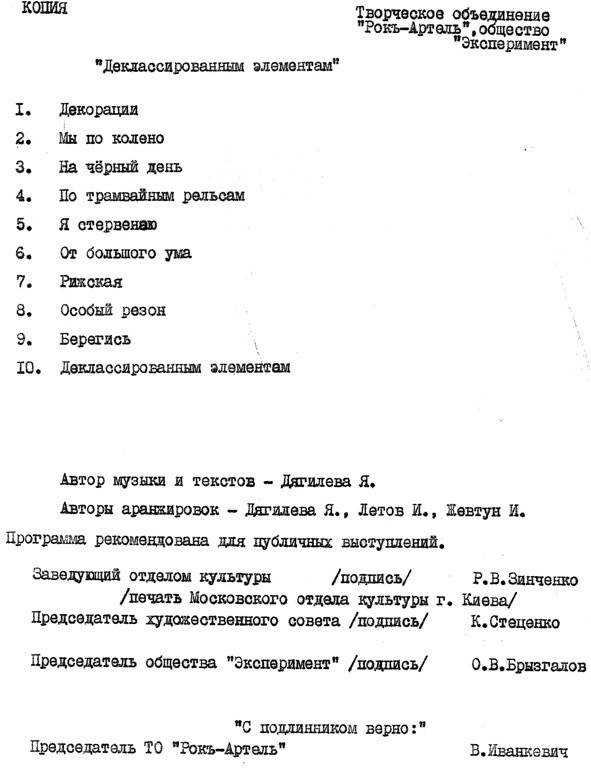 КОПИЯ
Творческое объединение
"Рокъ-Артель", общество
"Эксперимент"
"Деклассированным элементам"
1. Декорации
2. Мы по колено
3. На чёрный день
4. По трамвайным рельсам
5. Я стервенею
6. От большого ума
7. Рижская
8. Особый резон
9. Берегись
10. Деклассированным элементам
Автор музыки и текстов - Дягилева Я.
Авторы аранжировок - Дягилева Я., Летов И., Жевтун И.
Программа рекомендована для публичных выступлений.
Заведующий отделом культуры /подпись/ Р.В.Зинченко
/печать Московского отдела культуры г. Киева/
Председатель художественного совета /подпись/ К.Стеценко
Председатель общества "Эксперимент" /подпись/ О.В.Брызгалов
"С подлинником верно:"
Председатель ТО "Рокъ-Артель" В.Иванкевич